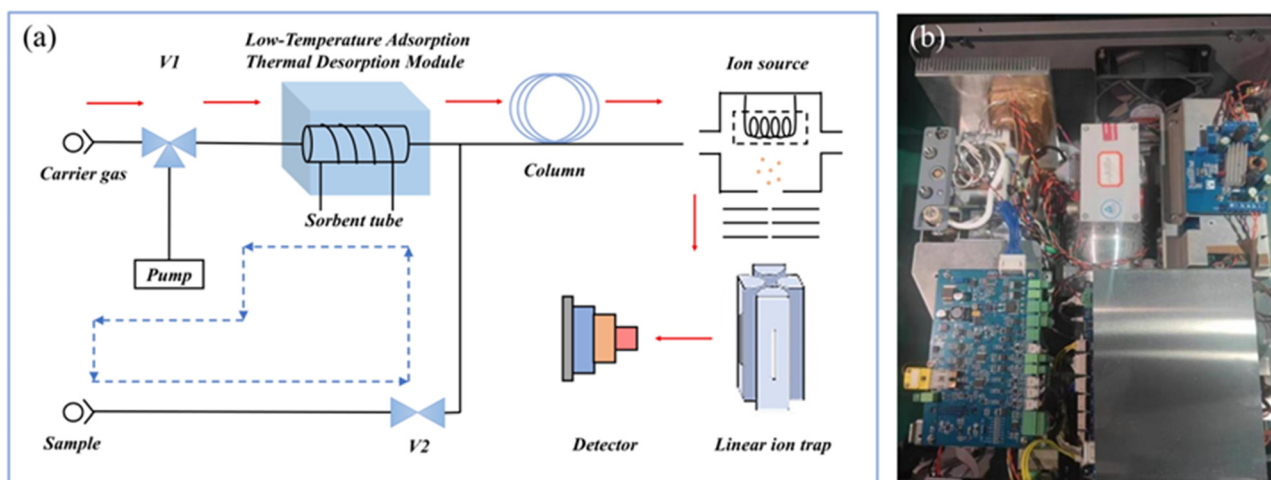 (a)
V1
Low-Temperature Adsorption
Thermal Desorption Module
Ion source
Carrier gas
Column
Sorbent tube
Pump
Sample
V2
Detector
Linear ion trap
(b)